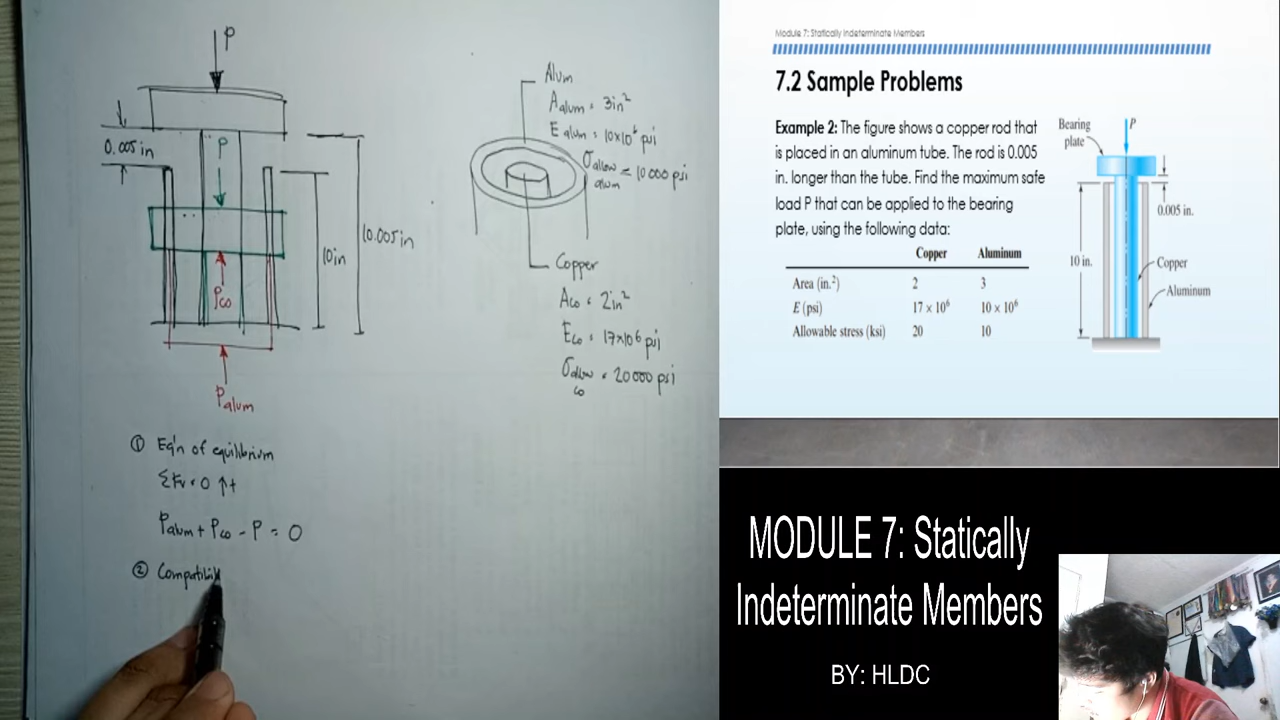 P
0.005 in
P
Pco
10in
10.005in
Palum
Alum
Aalum = 3in²
Ealum = 10x10⁶ psi
σallow alum = 10 000 psi
Copper
Aco = 2in²
Eco = 17x10⁶ psi
σallow co = 20 000 psi
① Eq'n of equilibrium
ΣFv = 0 ↑+
Palum + Pco - P = 0
② Compatibili
Module 7: Statically Indeterminate Members
7.2 Sample Problems
Example 2: The figure shows a copper rod that
is placed in an aluminum tube. The rod is 0.005
in. longer than the tube. Find the maximum safe
load P that can be applied to the bearing
plate, using the following data:
Copper Aluminum
Area (in.²) 2 3
E (psi) 17 × 10⁶ 10 × 10⁶
Allowable stress (ksi) 20 10
Bearing
plate
P
0.005 in.
10 in.
Copper
Aluminum
MODULE 7: Statically
Indeterminate Members
BY: HLDC